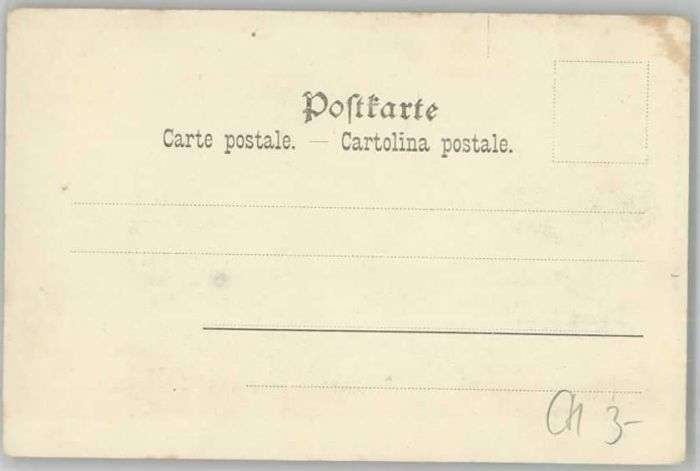 Postkarte
Carte postale. — Cartolina postale.
CH 3-